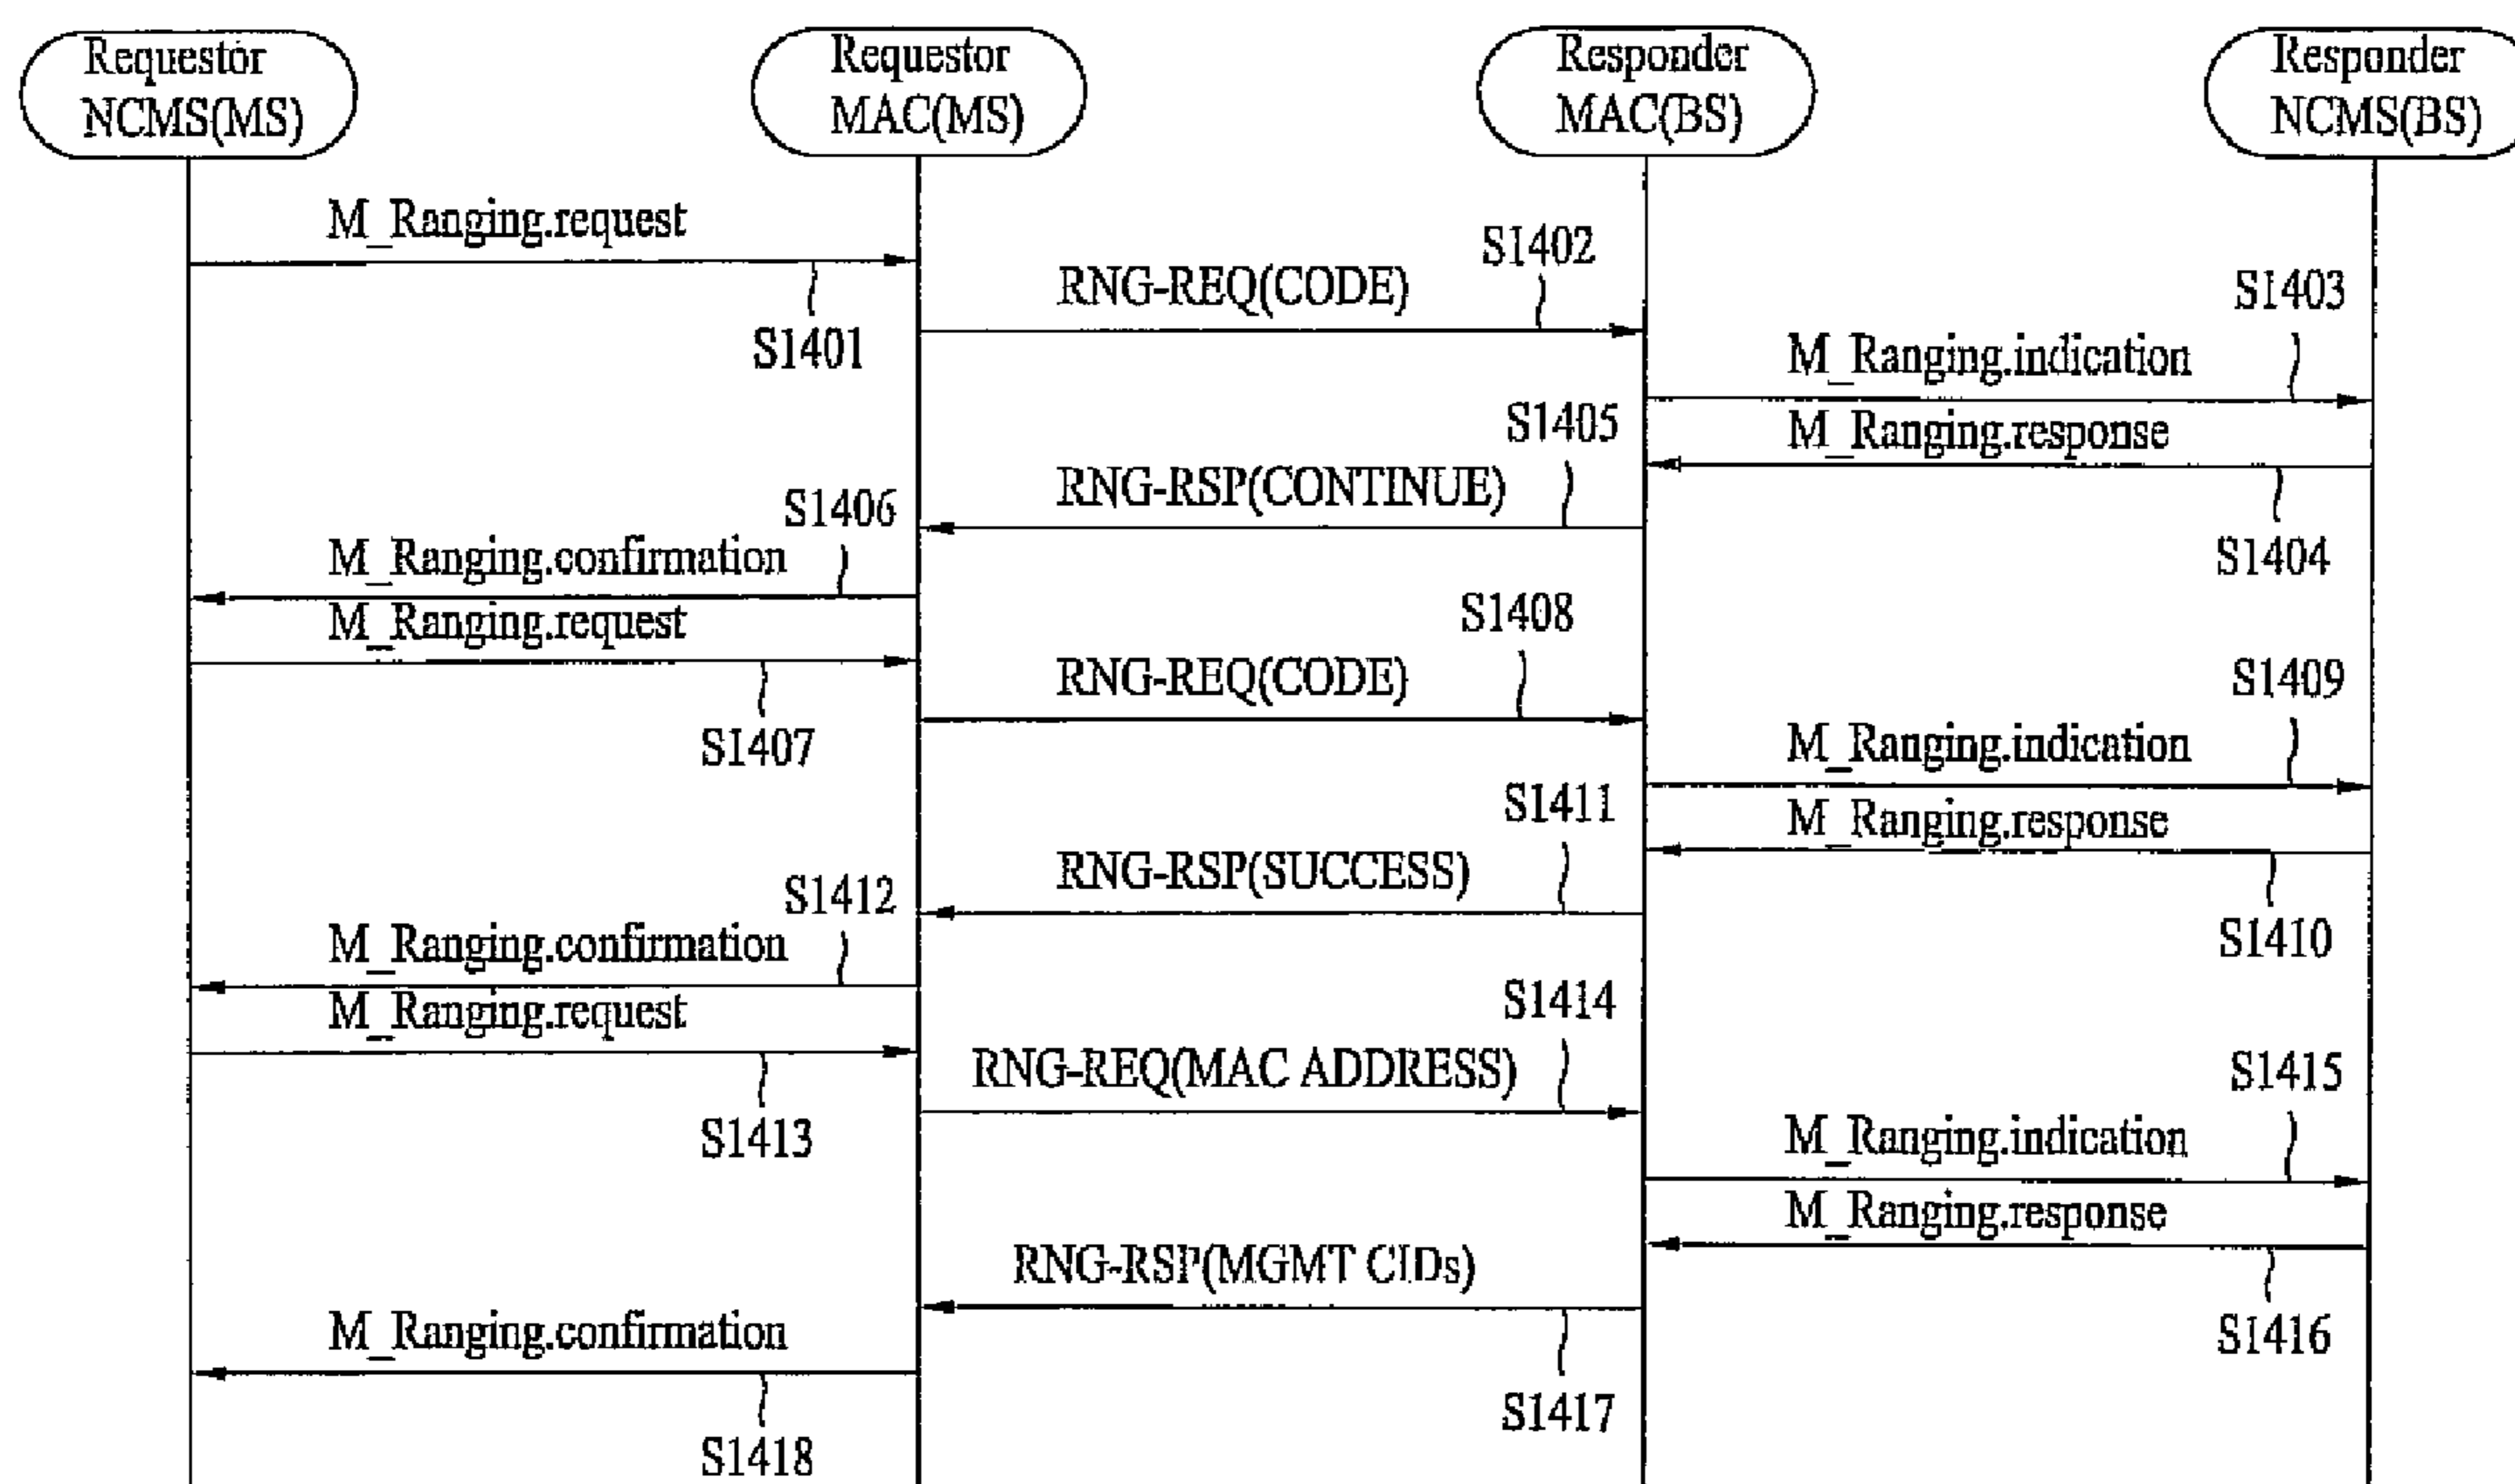 Requestor
NCMS(MS)
Requestor
MAC(MS)
Responder
MAC(BS)
Responder
NCMS(BS)
M_Ranging.request
S1401
RNG-REQ(CODE)
S1402
M_Ranging.indication
S1403
M_Ranging.response
S1404
RNG-RSP(CONTINUE)
S1405
M_Ranging.confirmation
S1406
M_Ranging.request
S1407
RNG-REQ(CODE)
S1408
M_Ranging.indication
S1409
M_Ranging.response
S1410
RNG-RSP(SUCCESS)
S1411
M_Ranging.confirmation
S1412
M_Ranging.request
S1413
RNG-REQ(MAC ADDRESS)
S1414
M_Ranging.indication
S1415
M_Ranging.response
S1416
RNG-RSP(MGMT CIDs)
S1417
M_Ranging.confirmation
S1418